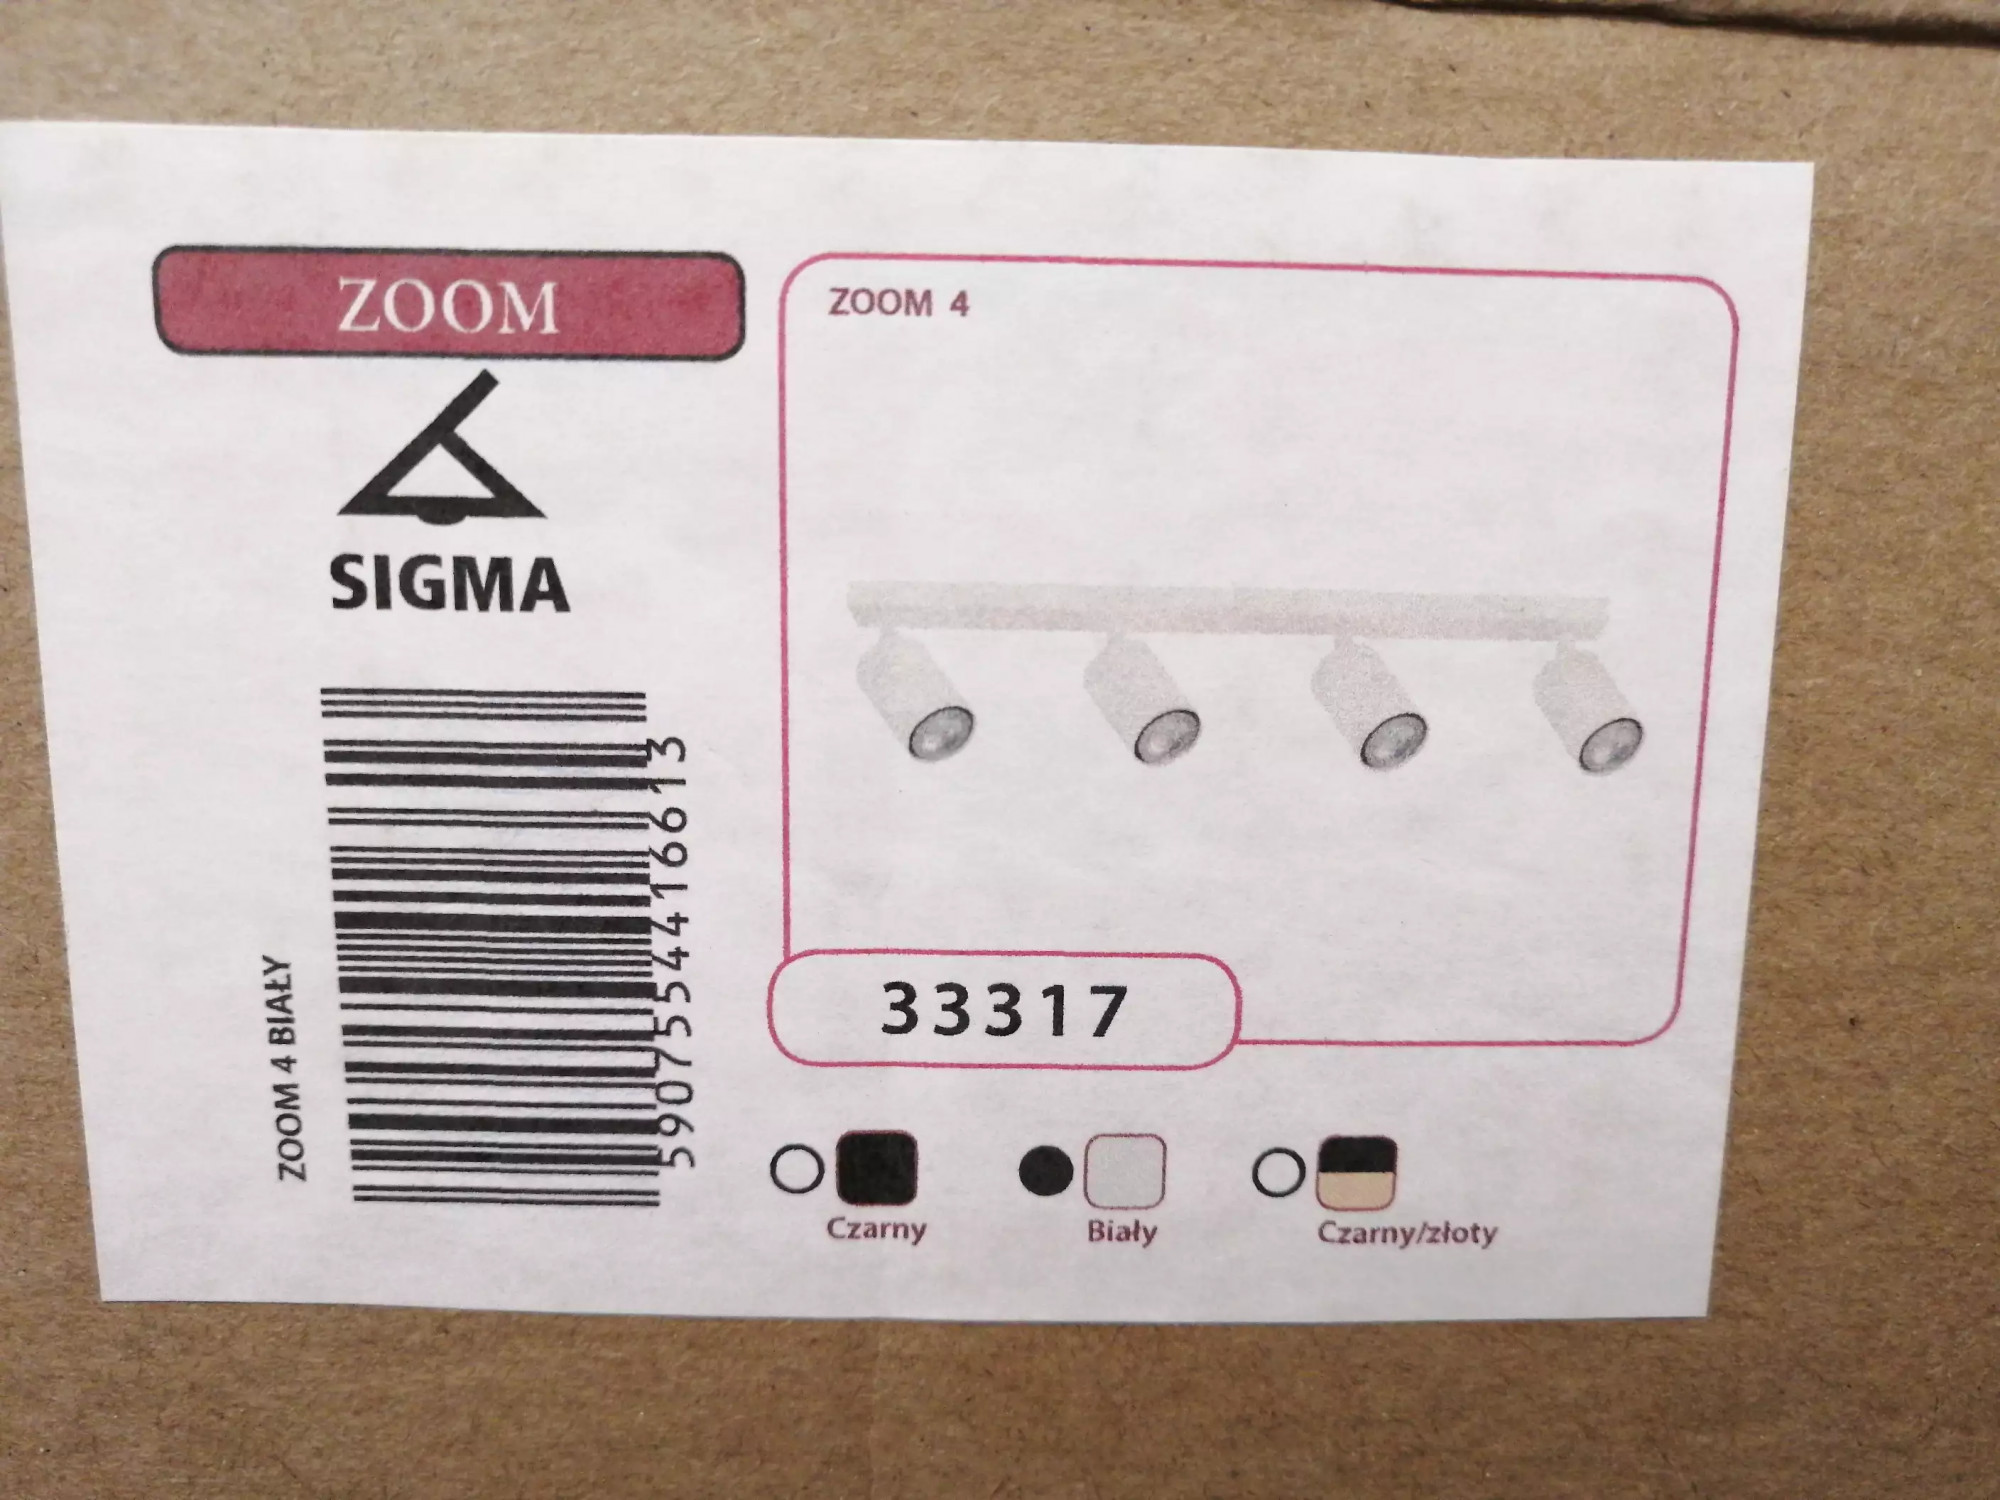 ZOOM
SIGMA
ZOOM 4 BIAŁY
5907554416613
ZOOM 4
33317
Czarny
Biały
Czarny/złoty